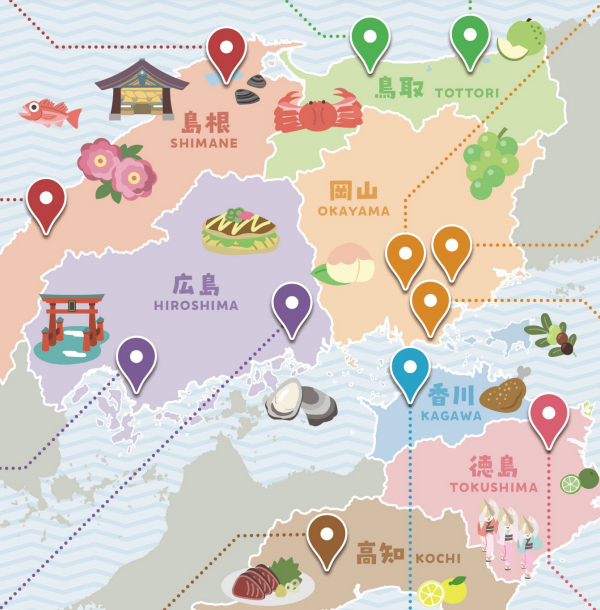 鳥取 TOTTORI
島根
SHIMANE
岡山
OKAYAMA
広島
HIROSHIMA
香川
KAGAWA
徳島
TOKUSHIMA
高知 KOCHI